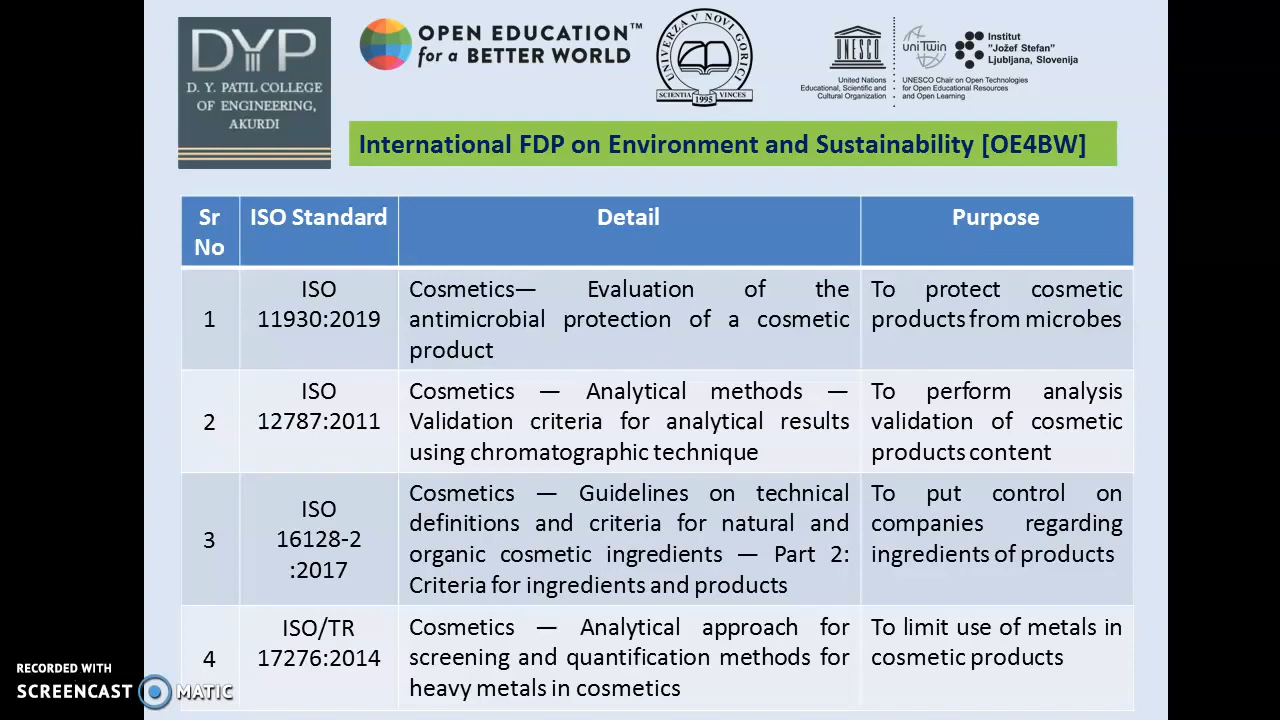 DYP
D. Y. PATIL COLLEGE
OF ENGINEERING,
AKURDI
OPEN EDUCATION™
for a BETTER WORLD
UNIVERZA V NOVI GORICI
SCIENTIA VINCES
1995
UNESCO
United Nations
Educational, Scientific and
Cultural Organization
uniTwin
Institut
"Jožef Stefan"
Ljubljana, Slovenija
UNESCO Chair on Open Technologies
for Open Educational Resources
and Open Learning
International FDP on Environment and Sustainability [OE4BW]
Sr No
ISO Standard
Detail
Purpose
1
ISO
11930:2019
Cosmetics— Evaluation of the
antimicrobial protection of a cosmetic
product
To protect cosmetic
products from microbes
2
ISO
12787:2011
Cosmetics — Analytical methods —
Validation criteria for analytical results
using chromatographic technique
To perform analysis
validation of cosmetic
products content
3
ISO
16128-2
:2017
Cosmetics — Guidelines on technical
definitions and criteria for natural and
organic cosmetic ingredients — Part 2:
Criteria for ingredients and products
To put control on
companies regarding
ingredients of products
4
ISO/TR
17276:2014
Cosmetics — Analytical approach for
screening and quantification methods for
heavy metals in cosmetics
To limit use of metals in
cosmetic products
RECORDED WITH
SCREENCAST MATIC